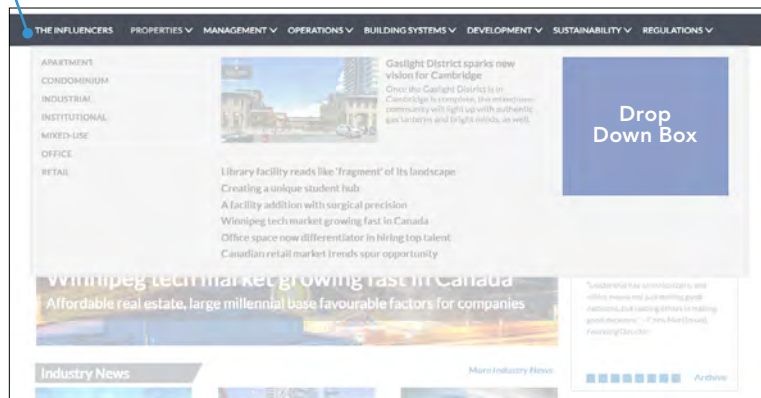 THE INFLUENCERS PROPERTIES MANAGEMENT OPERATIONS BUILDING SYSTEMS DEVELOPMENT SUSTAINABILITY REGULATIONS
APARTMENT
CONDOMINIUM
INDUSTRIAL
INSTITUTIONAL
MIXED-USE
OFFICE
RETAIL
Gaslight District sparks new
vision for Cambridge
Once the Gaslight District is in
Cambridge is complete, the mixed-use
community will light up with authentic
gas lanterns and bright minds, as well.
Library facility reads like 'fragment' of its landscape
Creating a unique student hub
A facility addition with surgical precision
Winnipeg tech market growing fast in Canada
Office space now differentiator in hiring top talent
Canadian retail market trends spur opportunity
Drop
Down Box
Winnipeg tech market growing fast in Canada
Affordable real estate, large millennial base favourable factors for companies
Industry News
More Industry News
Archive